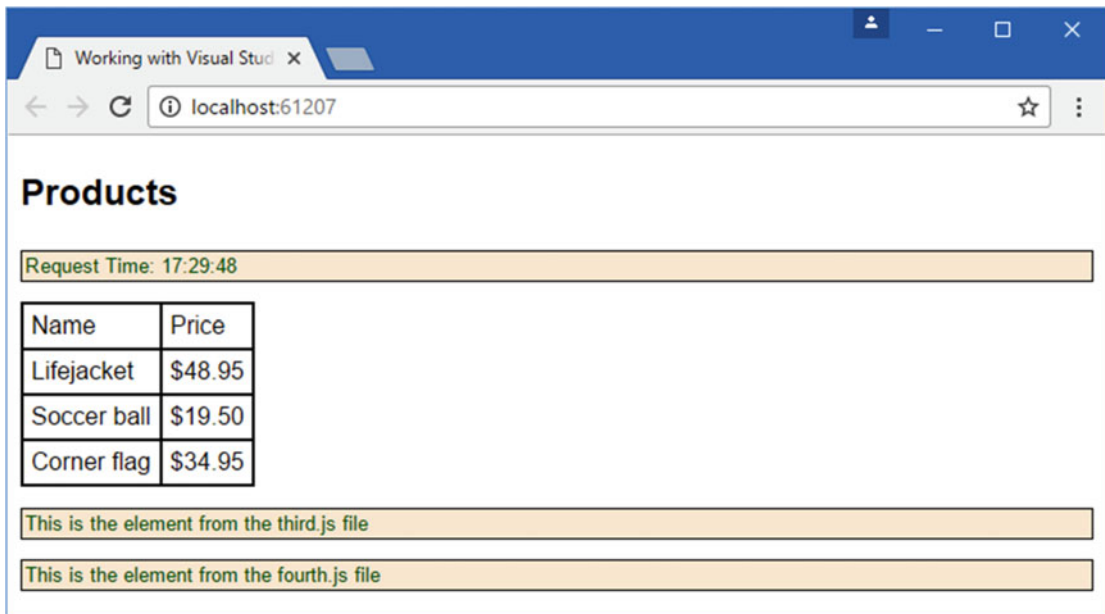 Working with Visual Stud
localhost:61207
Products
Request Time: 17:29:48
Name Price
Lifejacket $48.95
Soccer ball $19.50
Corner flag $34.95
This is the element from the third.js file
This is the element from the fourth.js file